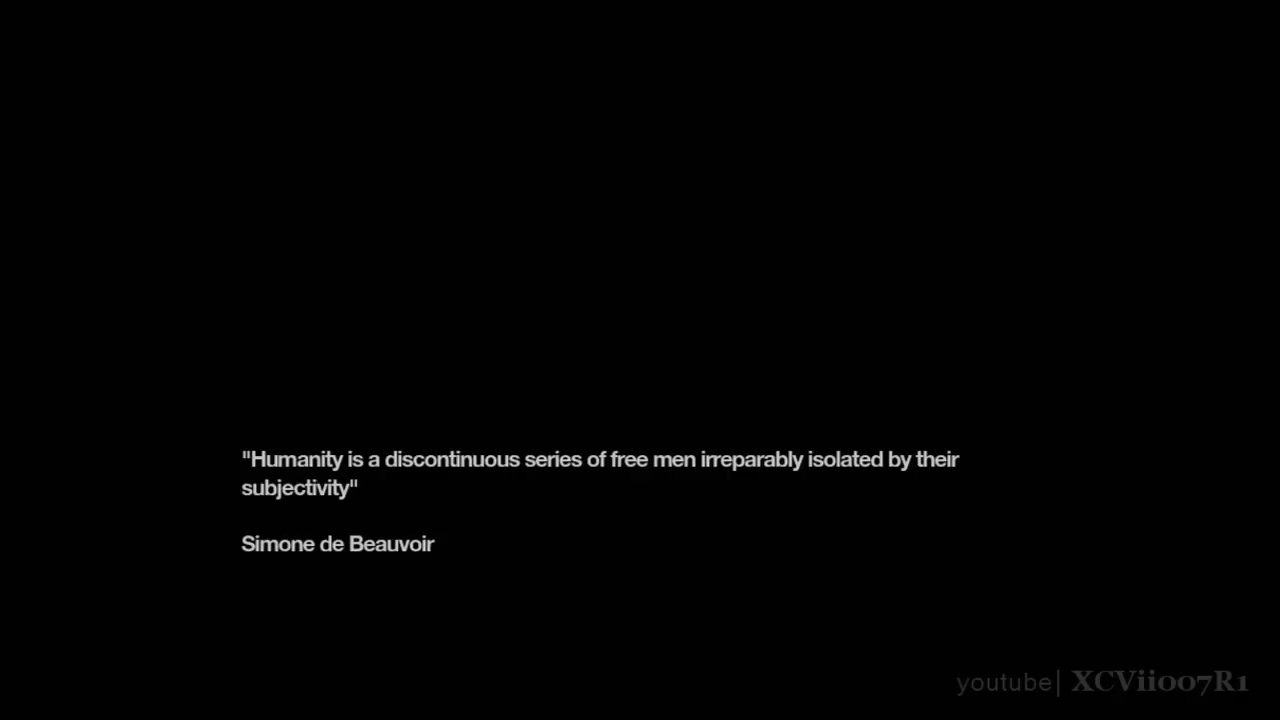 "Humanity is a discontinuous series of free men irreparably isolated by their
subjectivity"
Simone de Beauvoir
youtube| XCVii007R1